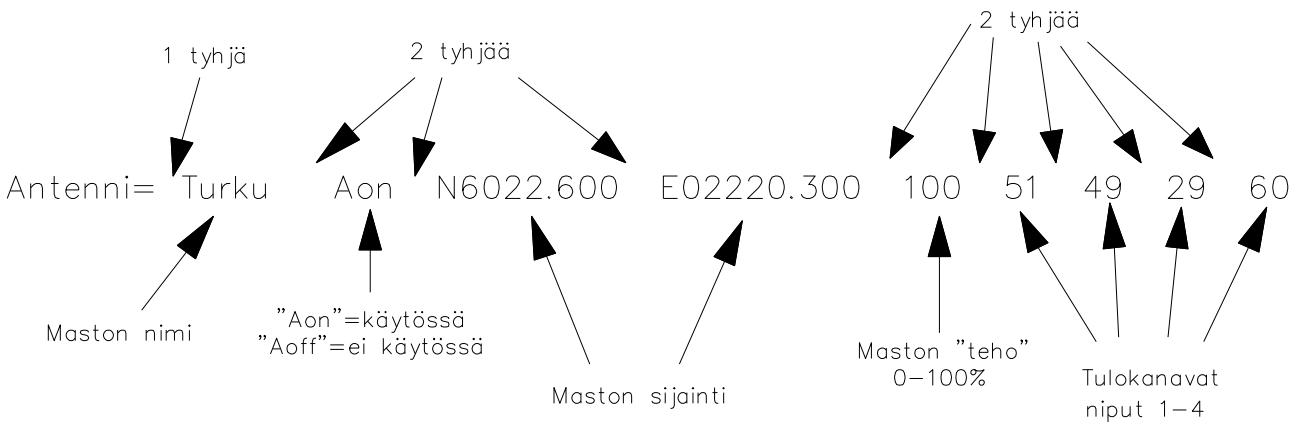 2 tyhjää
1 tyhjä
2 tyhjää
Antenni= Turku Aon N6022.600 E02220.300 100 51 49 29 60
Maston nimi
"Aon"=käytössä
"Aoff"=ei käytössä
Maston sijainti
Maston "teho"
0-100%
Tulokanavat
niput 1-4